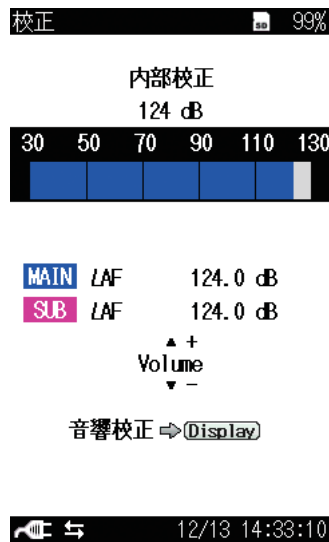 校正 SD 99%
内部校正
124 dB
30 50 70 90 110 130
MAIN LAF 124.0 dB
SUB LAF 124.0 dB
▲ +
Volume
▼ −
音響校正 ⇨ Display
12/13 14:33:10